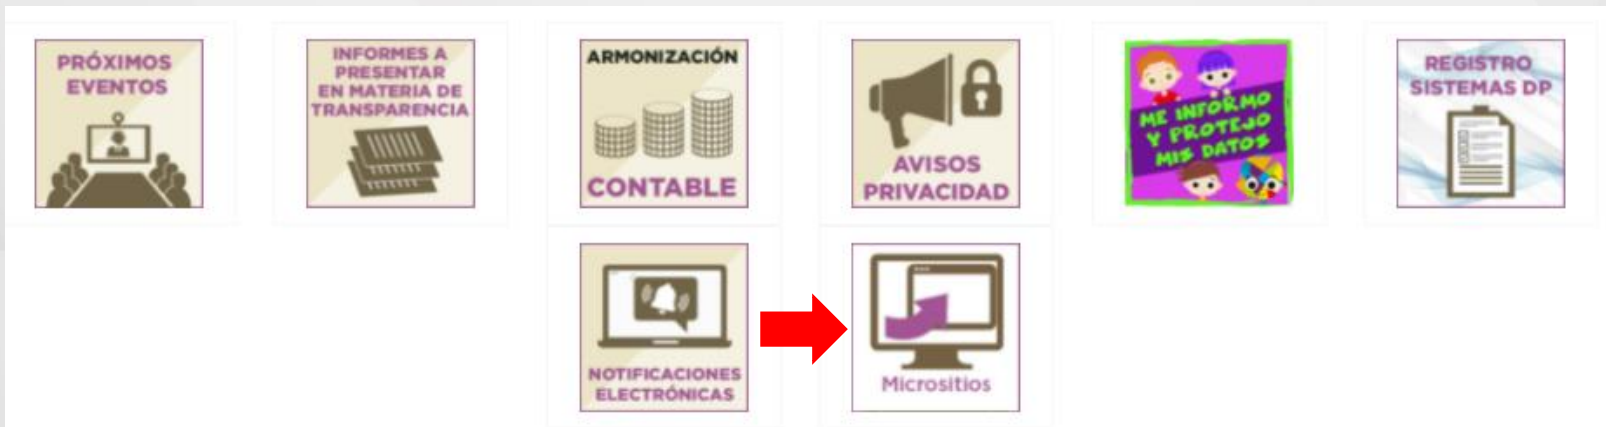 PRÓXIMOS
EVENTOS
INFORMES A
PRESENTAR
EN MATERIA DE
TRANSPARENCIA
ARMONIZACIÓN
CONTABLE
AVISOS
PRIVACIDAD
ME INFORMO
Y PROTEJO
MIS DATOS
REGISTRO
SISTEMAS DP
NOTIFICACIONES
ELECTRÓNICAS
Micrositios